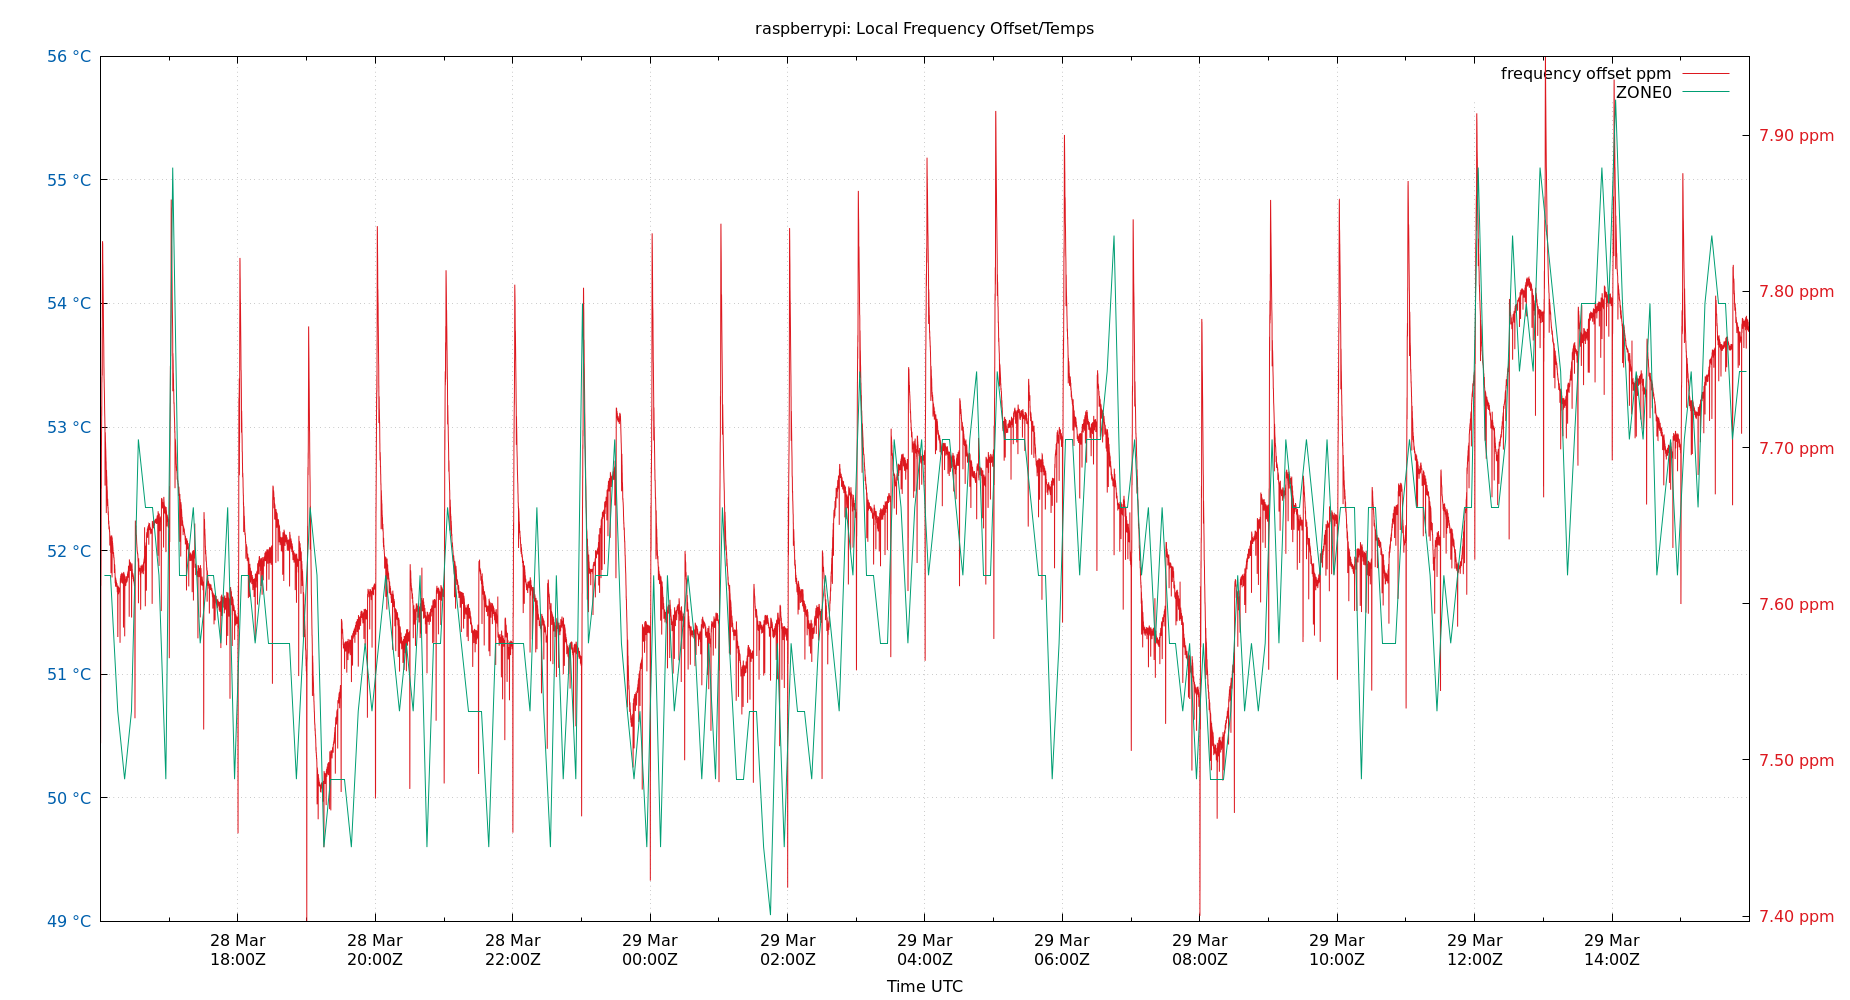 raspberrypi: Local Frequency Offset/Temps
56 °C
55 °C
54 °C
53 °C
52 °C
51 °C
50 °C
49 °C
frequency offset ppm
ZONE0
7.90 ppm
7.80 ppm
7.70 ppm
7.60 ppm
7.50 ppm
7.40 ppm
28 Mar
18:00Z
28 Mar
20:00Z
28 Mar
22:00Z
29 Mar
00:00Z
29 Mar
02:00Z
29 Mar
04:00Z
29 Mar
06:00Z
29 Mar
08:00Z
29 Mar
10:00Z
29 Mar
12:00Z
29 Mar
14:00Z
Time UTC